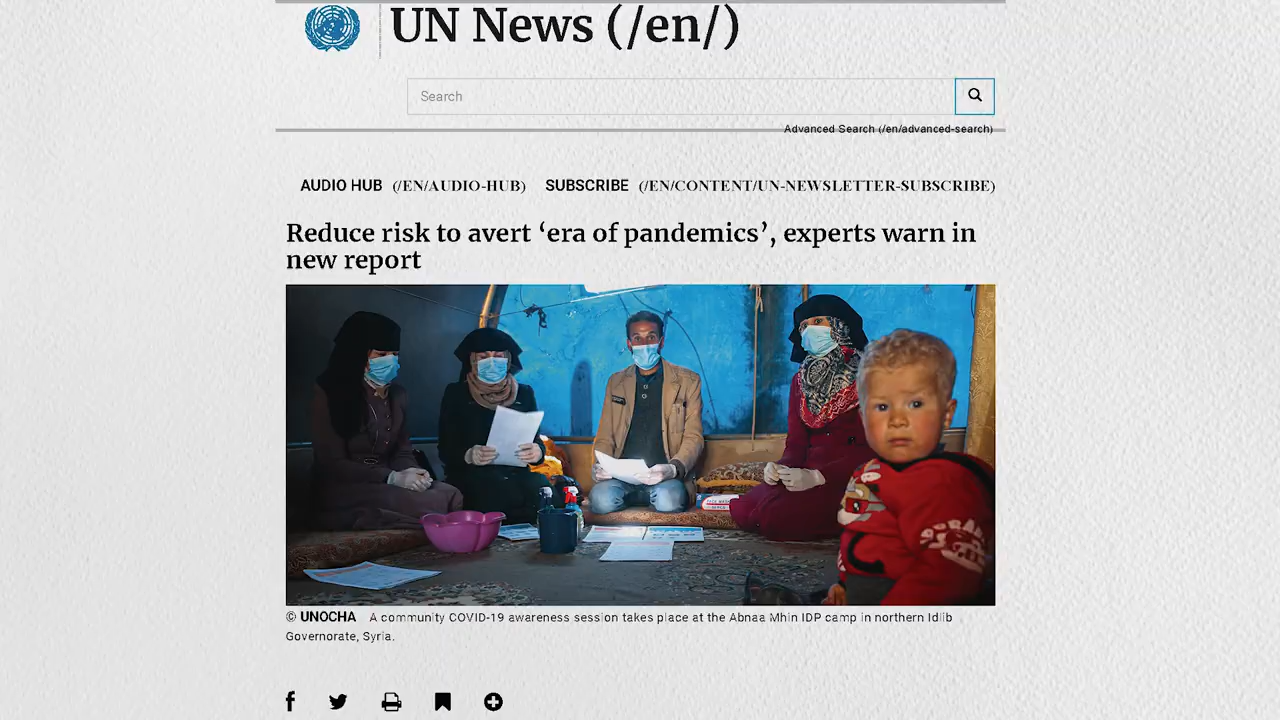 UN News (/en/)
Search
Advanced Search (/en/advanced-search)
AUDIO HUB (/EN/AUDIO-HUB) SUBSCRIBE (/EN/CONTENT/UN-NEWSLETTER-SUBSCRIBE)
Reduce risk to avert ‘era of pandemics’, experts warn in
new report
© UNOCHA A community COVID-19 awareness session takes place at the Abnaa Mhin IDP camp in northern Idlib
Governorate, Syria.